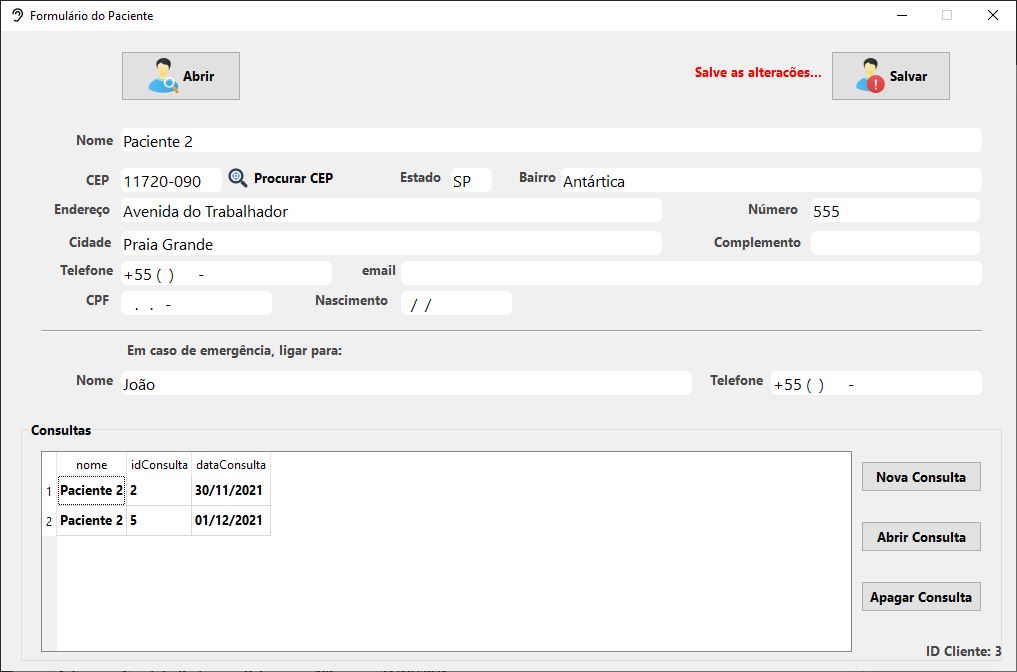 Formulário do Paciente
Abrir
Salve as alteracões...
Salvar
Nome Paciente 2
CEP 11720-090 Procurar CEP Estado SP Bairro Antártica
Endereço Avenida do Trabalhador Número 555
Cidade Praia Grande Complemento
Telefone +55 ( ) - email
CPF . . - Nascimento / /
Em caso de emergência, ligar para:
Nome João Telefone +55 ( ) -
Consultas
nome idConsulta dataConsulta
1 Paciente 2 2 30/11/2021
2 Paciente 2 5 01/12/2021
Nova Consulta
Abrir Consulta
Apagar Consulta
ID Cliente: 3